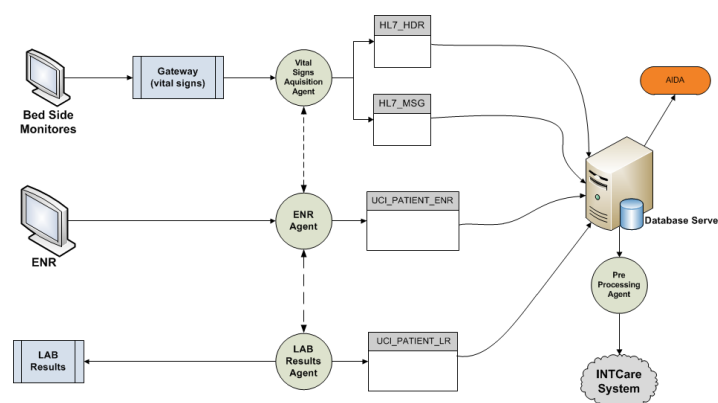 HL7_HDR
Vital
Signs
Aquisition
Agent
Gateway
(vital signs)
AIDA
Bed Side
Monitores
HL7_MSG
UCI_PATIENT_ENR
ENR
Agent
Database Serve
ENR
Pre
Processing
Agent
UCI_PATIENT_LR
LAB
Results
LAB
Results
Agent
INTCare
System